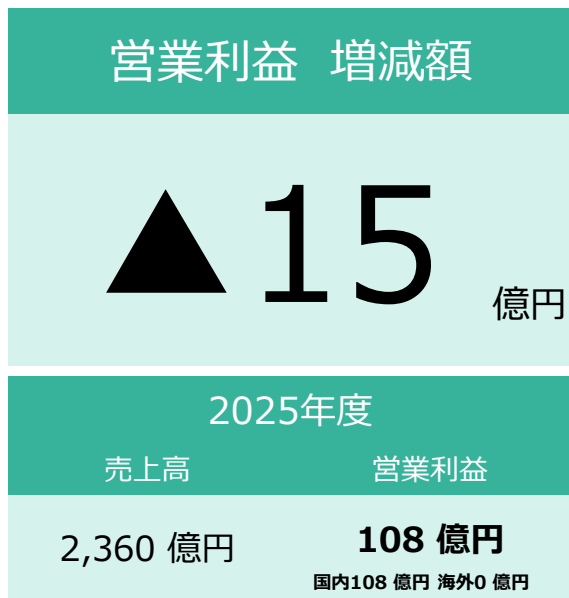 営業利益 増減額
▲15
億円
2025年度
売上高 営業利益
2,360 億円 108 億円
国内108 億円 海外0 億円